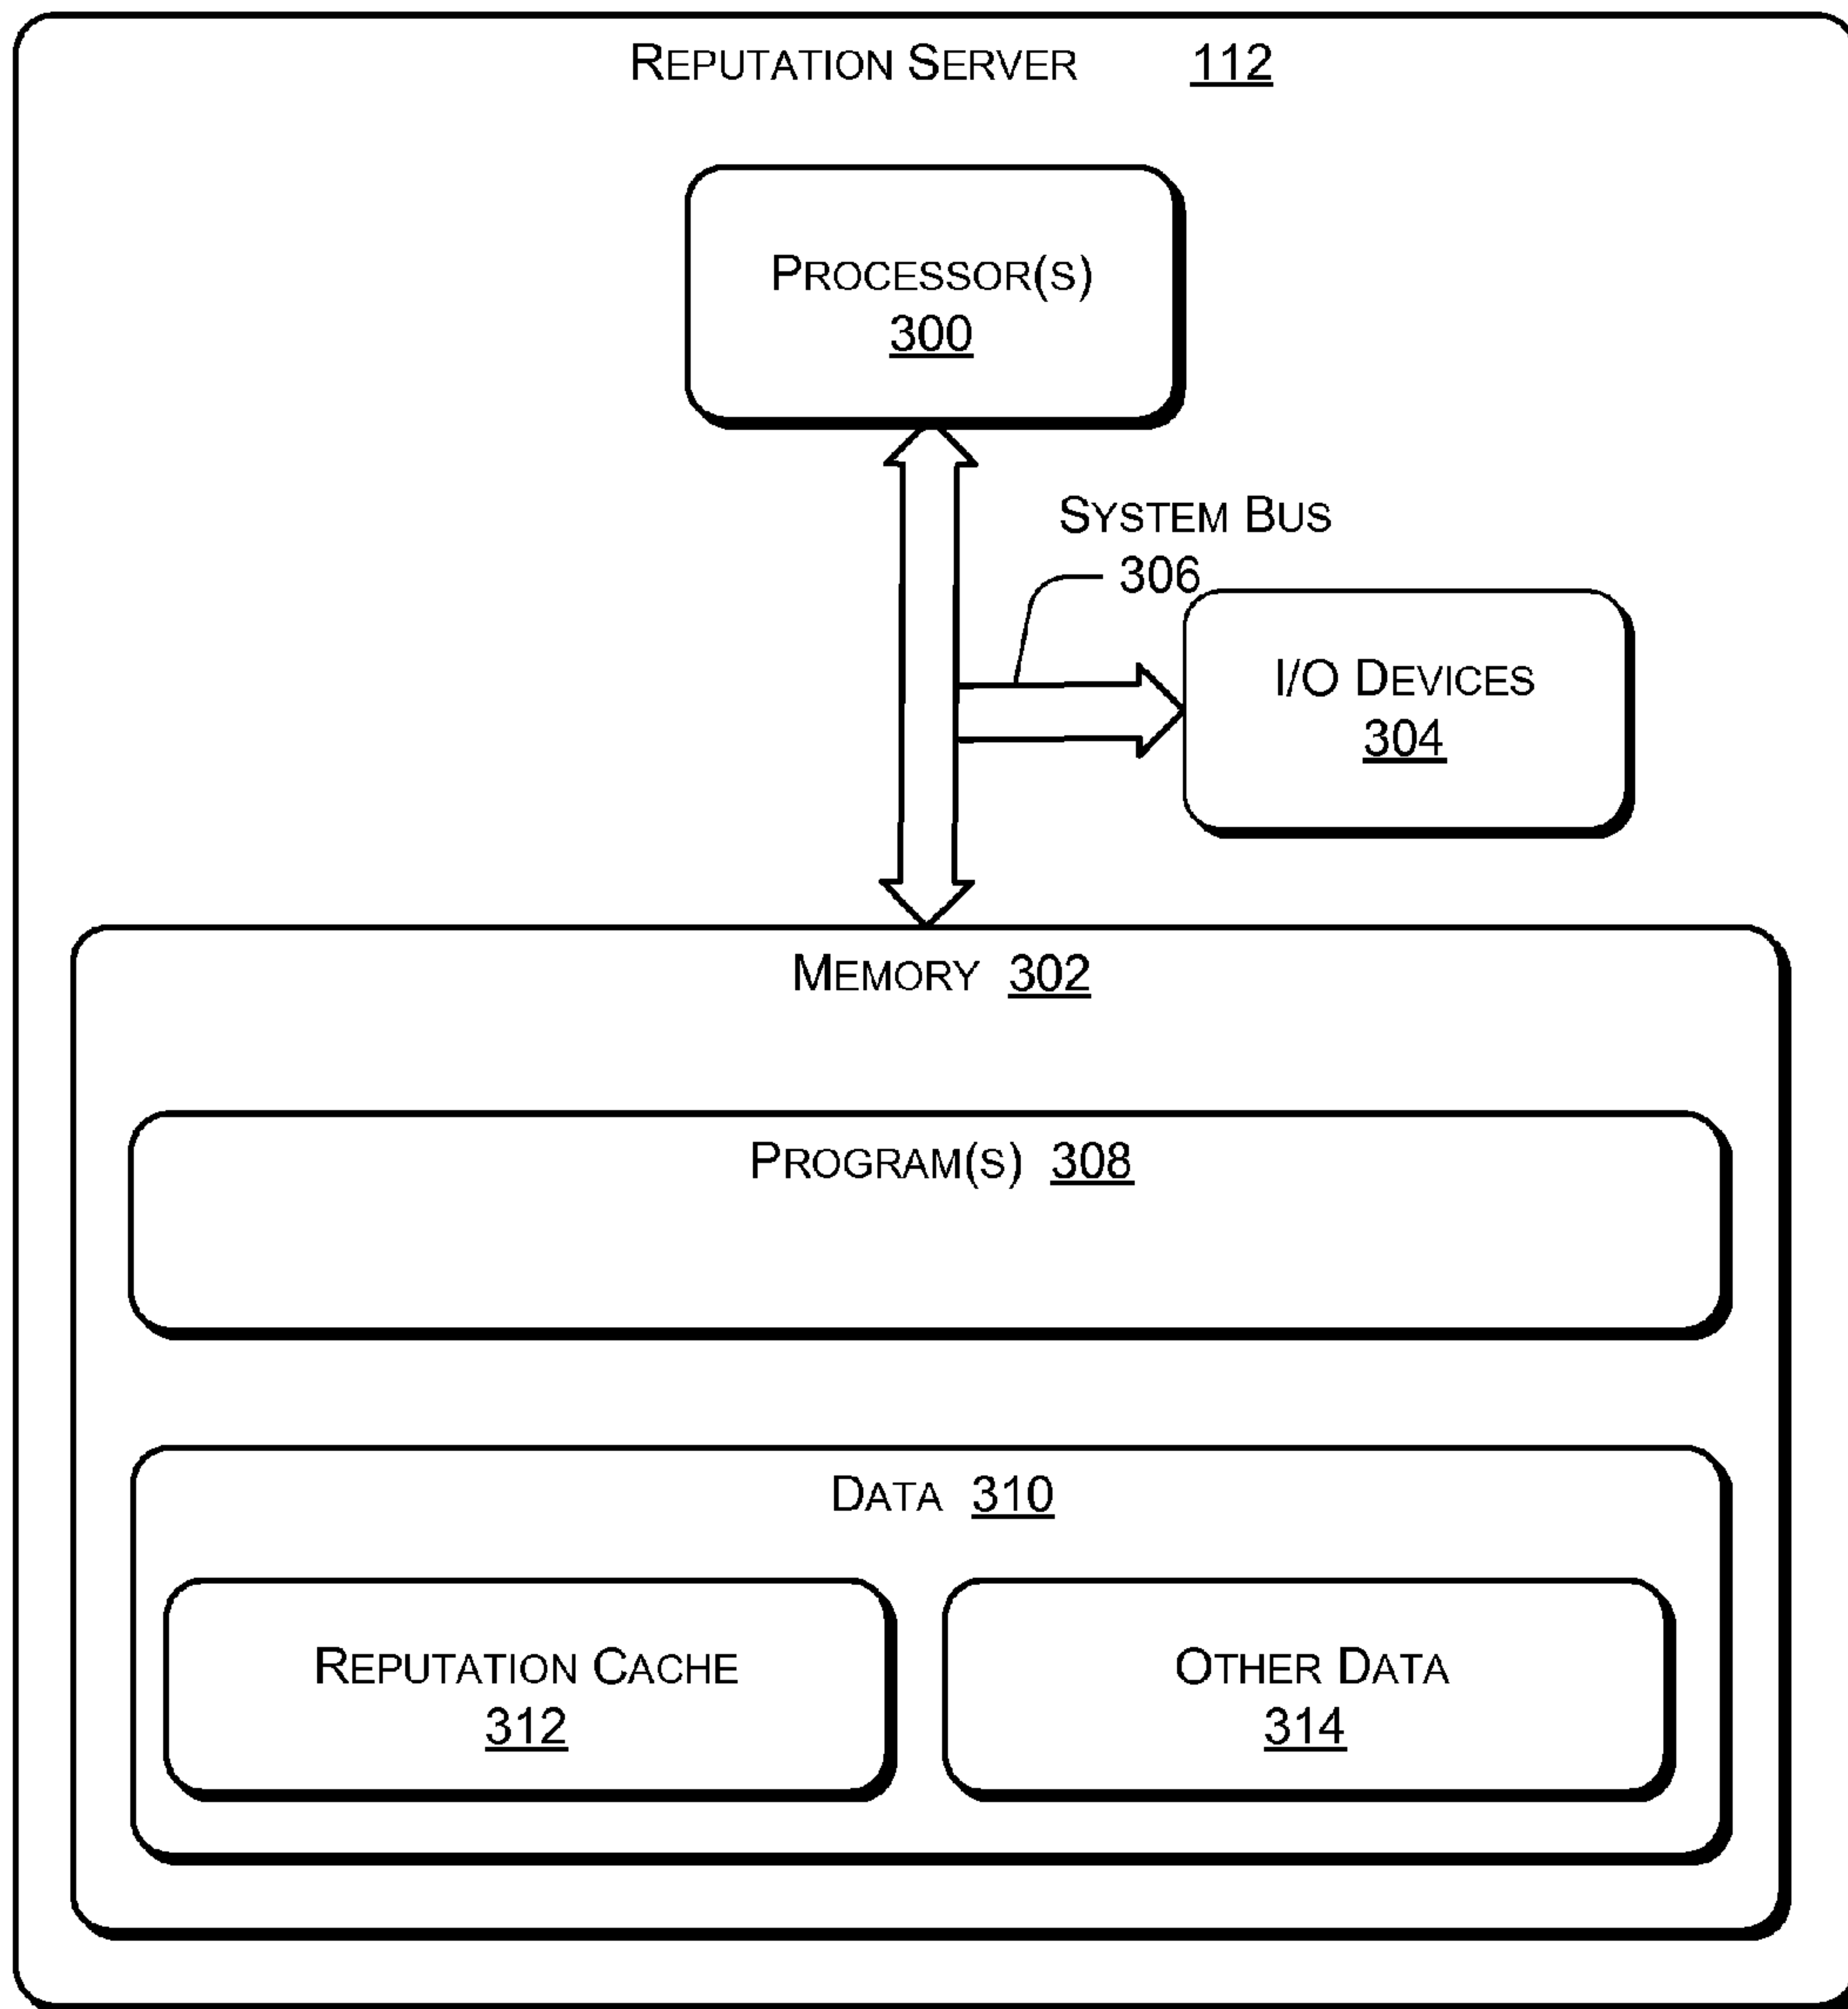 REPUTATION SERVER 112
PROCESSOR(S)
300
SYSTEM BUS
306
I/O DEVICES
304
MEMORY 302
PROGRAM(S) 308
DATA 310
REPUTATION CACHE
312
OTHER DATA
314